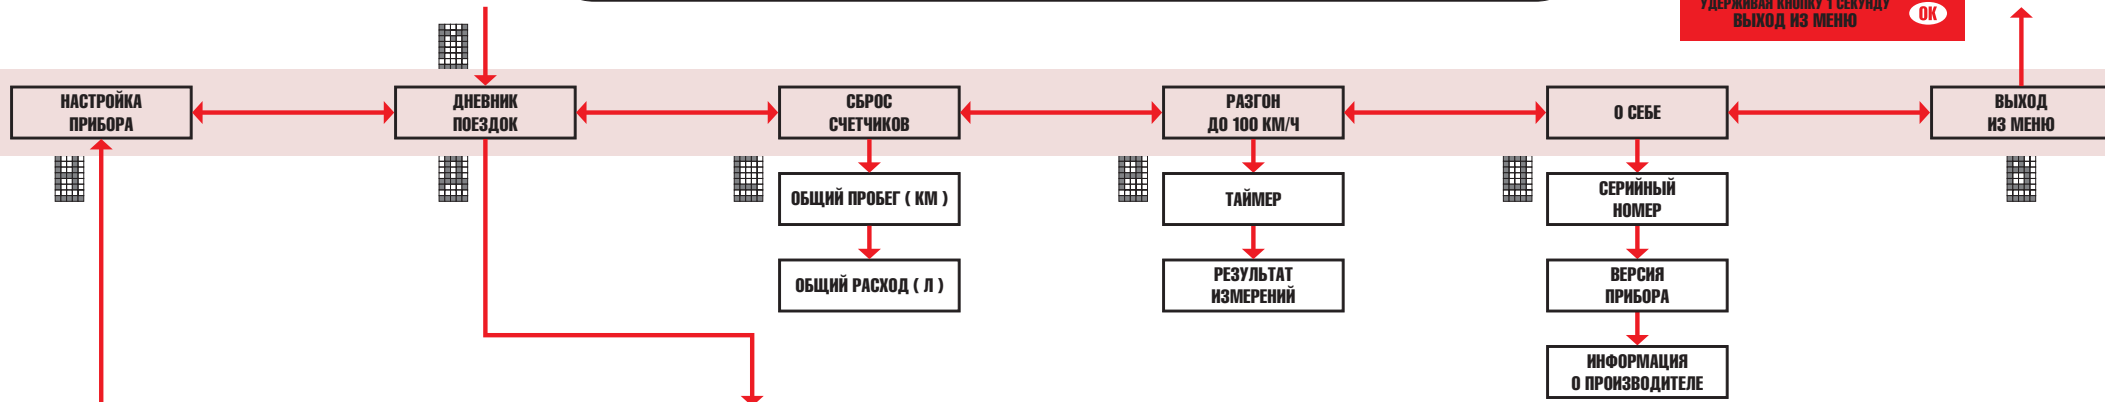 УДЕРЖИВАЯ КНОПКУ 1 СЕКУНДУ
ВЫХОД ИЗ МЕНЮ
OK
НАСТРОЙКА
ПРИБОРА
ДНЕВНИК
ПОЕЗДОК
СБРОС
СЧЕТЧИКОВ
РАЗГОН
ДО 100 КМ/Ч
О СЕБЕ
ВЫХОД
ИЗ МЕНЮ
ОБЩИЙ ПРОБЕГ ( КМ )
ТАЙМЕР
СЕРИЙНЫЙ
НОМЕР
ОБЩИЙ РАСХОД ( Л )
РЕЗУЛЬТАТ
ИЗМЕРЕНИЙ
ВЕРСИЯ
ПРИБОРА
ИНФОРМАЦИЯ
О ПРОИЗВОДИТЕЛЕ